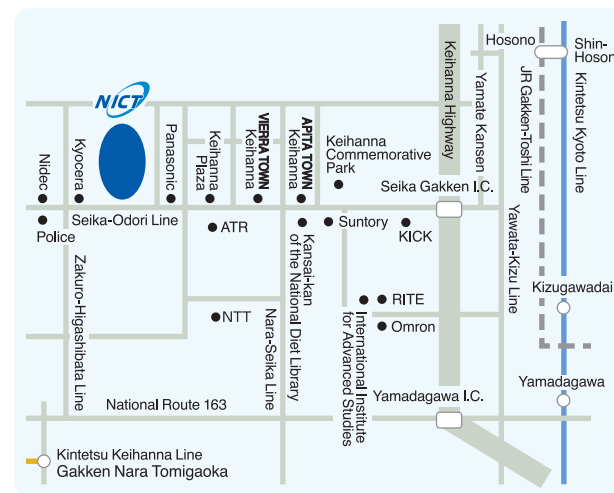 Hosono
Shin-
Hosono
Keihanna Highway
Yamate Kansen
JR Gakken-Toshi Line
Kintetsu Kyoto Line
NICT
Nidec
Kyocera
Panasonic
Keihanna
Plaza
VIERRA TOWN
Keihanna
APITA TOWN
Keihanna
Keihanna
Commemorative
Park
Seika Gakken I.C.
Police
Seika-Odori Line
ATR
Suntory
KICK
Kansai-kan
of the National Diet Library
Zakuro-Higashibata Line
Yawata-Kizu Line
Kizugawadai
NTT
Nara-Seika Line
RITE
Omron
International Institute
for Advanced Studies
Yamadagawa I.C.
Yamadagawa
National Route 163
Kintetsu Keihanna Line
Gakken Nara Tomigaoka